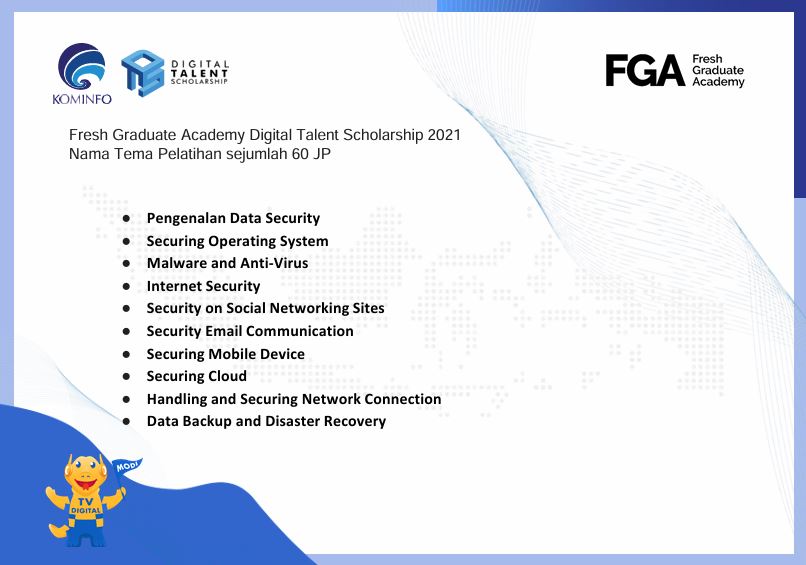 KOMINFO
DIGITAL
TALENT
SCHOLARSHIP
FGA
Fresh
Graduate
Academy
Fresh Graduate Academy Digital Talent Scholarship 2021
Nama Tema Pelatihan sejumlah 60 JP
● Pengenalan Data Security
● Securing Operating System
● Malware and Anti-Virus
● Internet Security
● Security on Social Networking Sites
● Security Email Communication
● Securing Mobile Device
● Securing Cloud
● Handling and Securing Network Connection
● Data Backup and Disaster Recovery
MODI
TV
DIGITAL